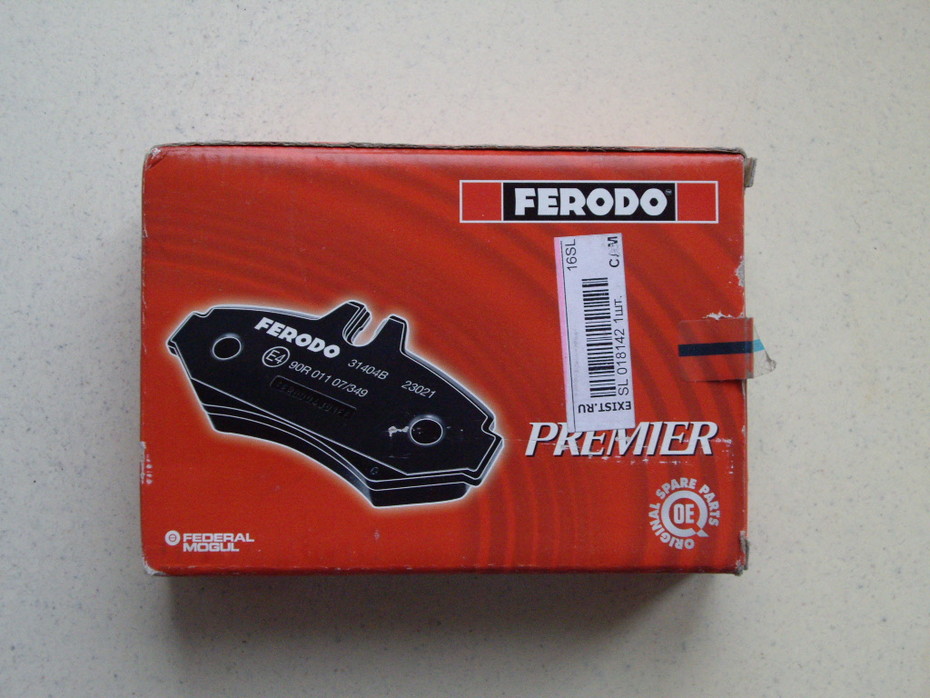 FERODO™
16SL
SL 018142 1шт.
EXIST.RU
FERODO
31404B
23021
E4
90R 011 07/349
PREMIER
ORIGINAL SPARE PARTS
OE
FEDERAL
MOGUL